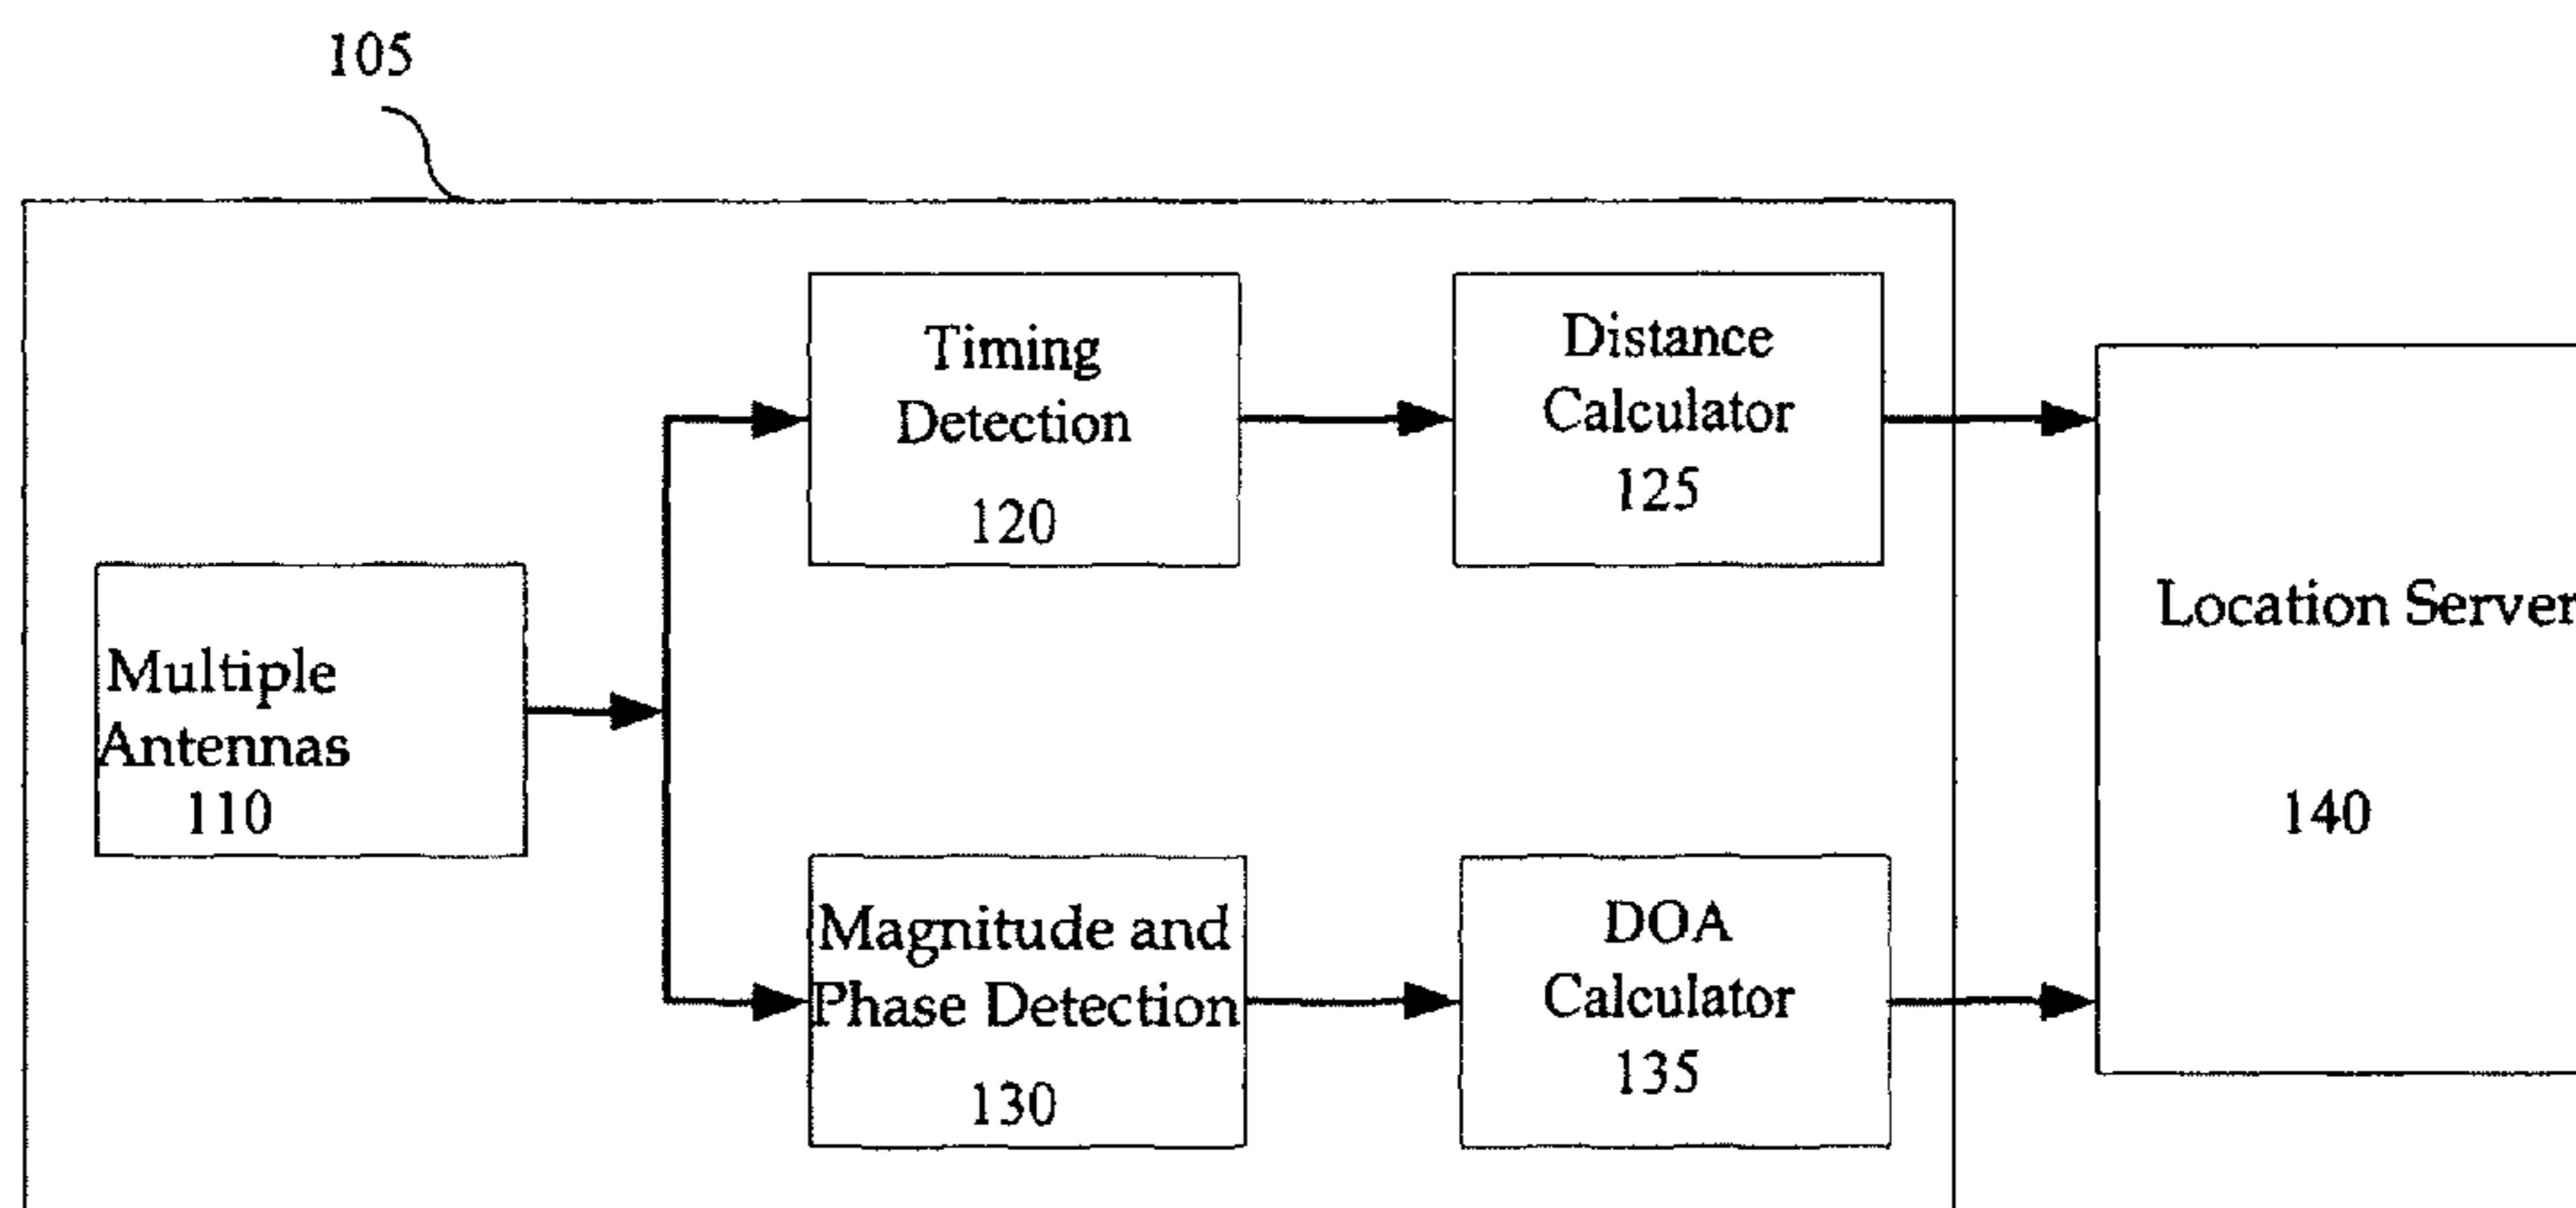 105
Timing
Detection
120
Distance
Calculator
125
Multiple
Antennas
110
Location Server
140
Magnitude and
Phase Detection
130
DOA
Calculator
135